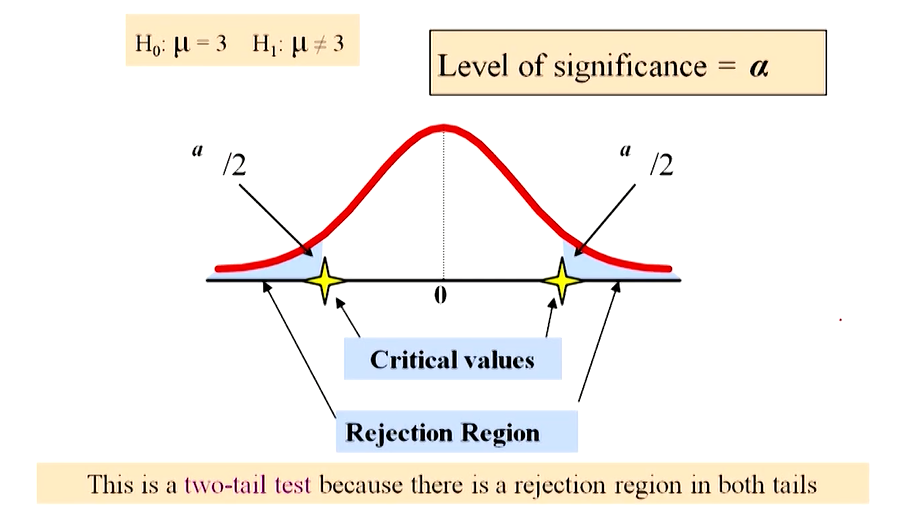 H₀: μ = 3 H₁: μ ≠ 3
Level of significance = α
a /2
a /2
0
Critical values
Rejection Region
This is a two-tail test because there is a rejection region in both tails